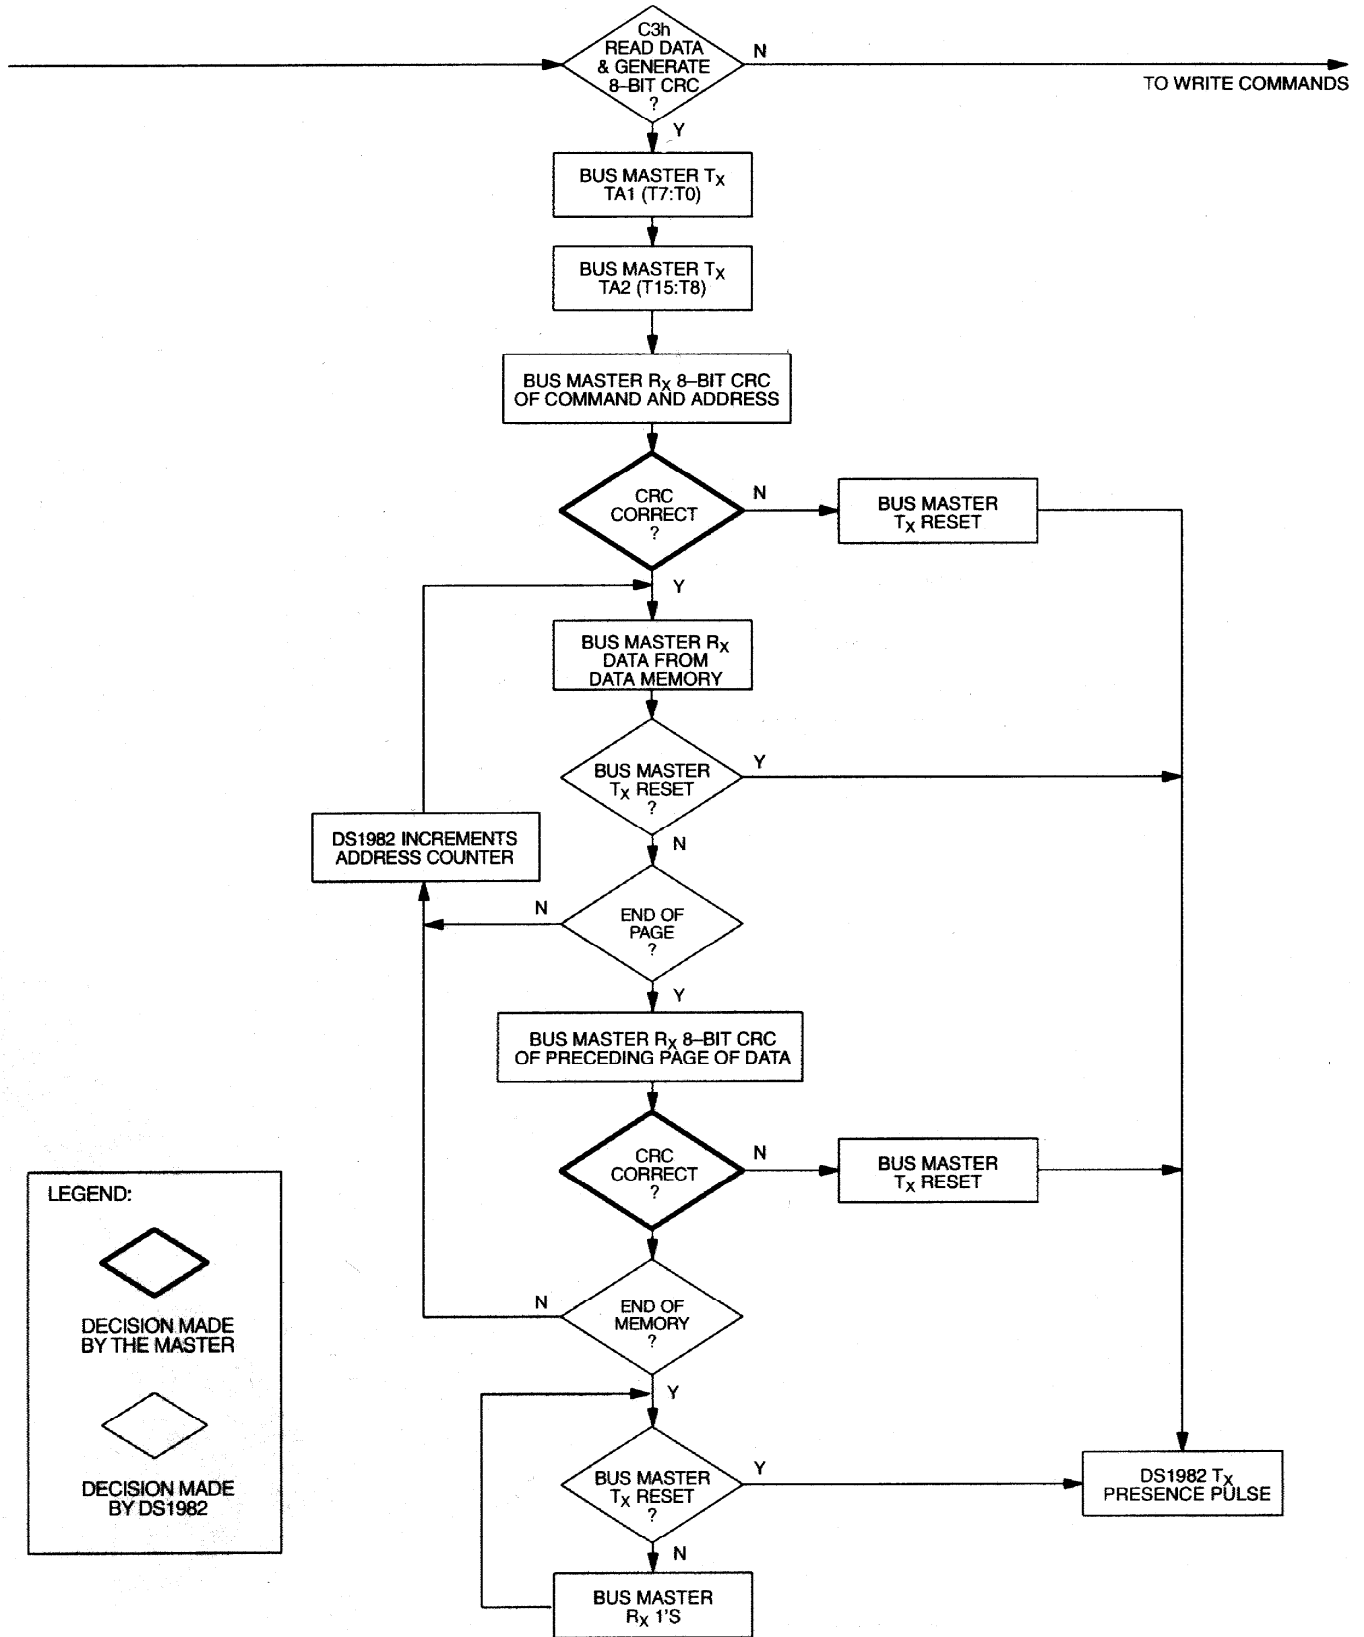 C3h
READ DATA
& GENERATE
8–BIT CRC
?
N
TO WRITE COMMANDS
Y
BUS MASTER TX
TA1 (T7:T0)
BUS MASTER TX
TA2 (T15:T8)
BUS MASTER RX 8–BIT CRC
OF COMMAND AND ADDRESS
CRC
CORRECT
?
N
BUS MASTER
TX RESET
Y
BUS MASTER RX
DATA FROM
DATA MEMORY
BUS MASTER
TX RESET
?
Y
N
DS1982 INCREMENTS
ADDRESS COUNTER
END OF
PAGE
?
N
Y
BUS MASTER RX 8–BIT CRC
OF PRECEDING PAGE OF DATA
CRC
CORRECT
?
N
BUS MASTER
TX RESET
LEGEND:
DECISION MADE
BY THE MASTER
DECISION MADE
BY DS1982
END OF
MEMORY
?
N
Y
BUS MASTER
TX RESET
?
Y
DS1982 TX
PRESENCE PULSE
N
BUS MASTER
RX 1'S